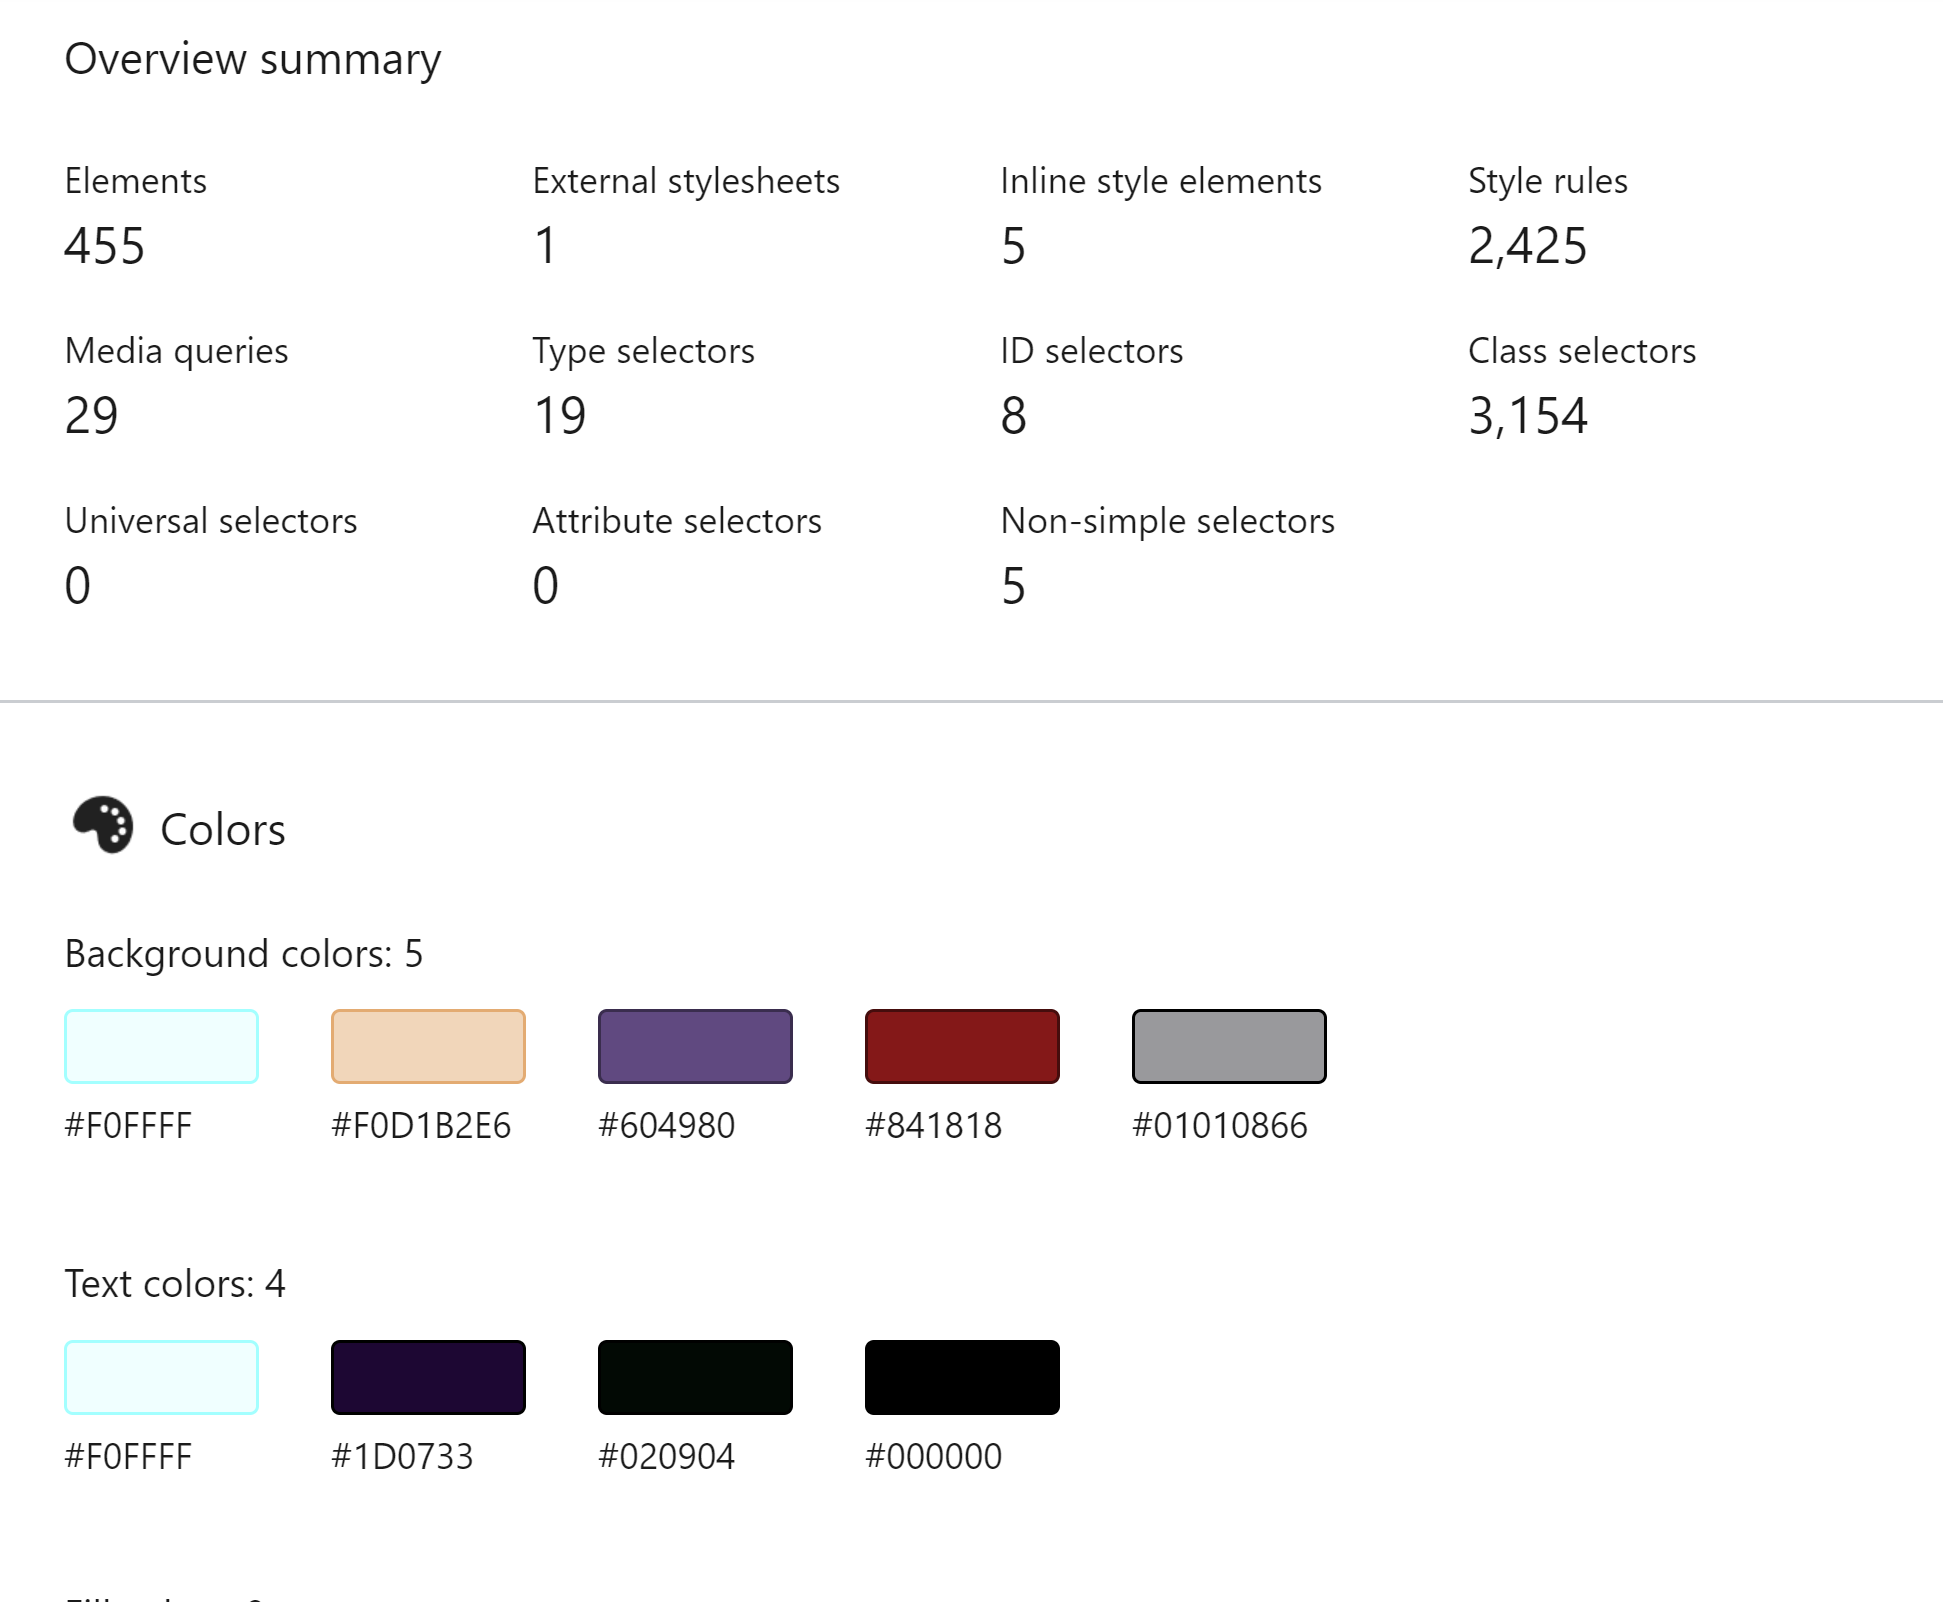 Overview summary
Elements External stylesheets Inline style elements Style rules
455 1 5 2,425
Media queries Type selectors ID selectors Class selectors
29 19 8 3,154
Universal selectors Attribute selectors Non-simple selectors
0 0 5
Colors
Background colors: 5
#F0FFFF #F0D1B2E6 #604980 #841818 #01010866
Text colors: 4
#F0FFFF #1D0733 #020904 #000000